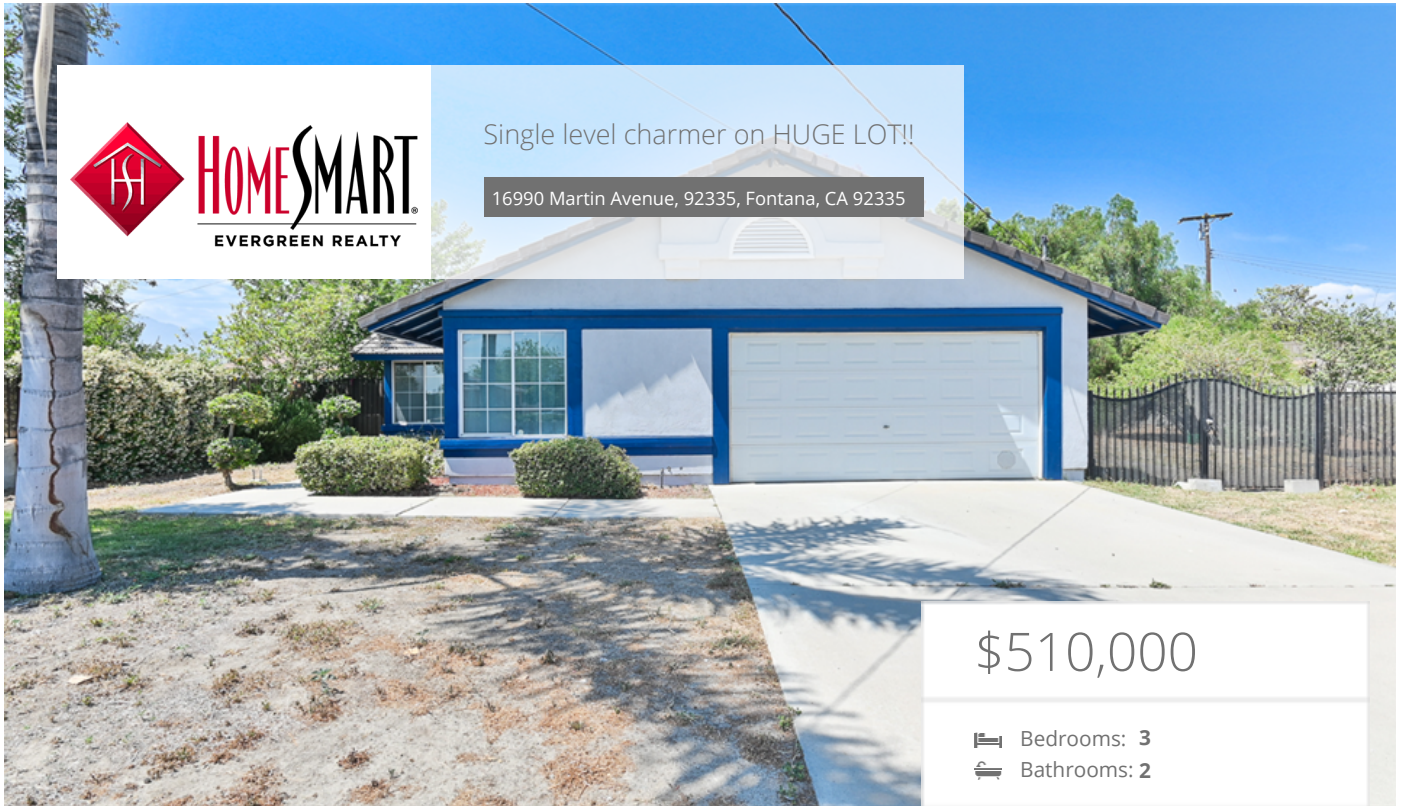 HOMESMART®
EVERGREEN REALTY
Single level charmer on HUGE LOT!!
16990 Martin Avenue, 92335, Fontana, CA 92335
$510,000
Bedrooms: 3
Bathrooms: 2